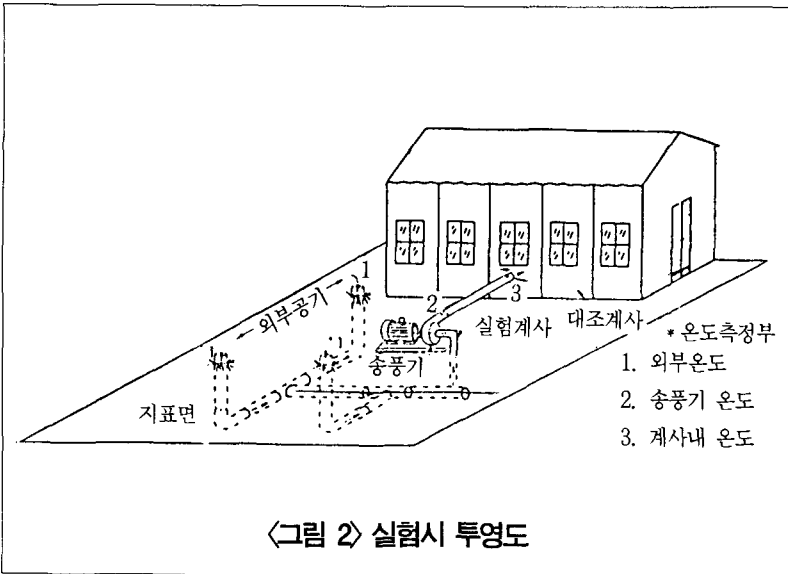 1
외부공기
2
3
실험계사 대조계사
송풍기
지표면
* 온도측정부
1. 외부온도
2. 송풍기 온도
3. 계사내 온도
〈그림 2〉 실험시 투영도